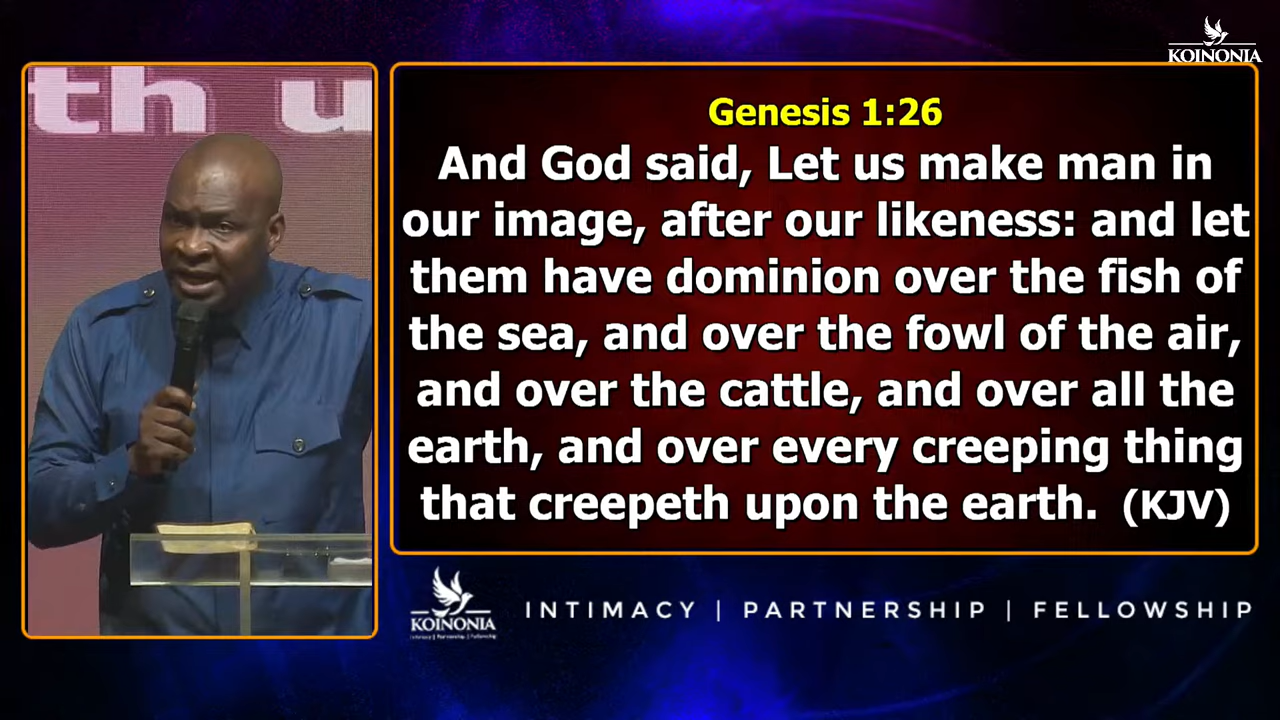 KOINONIA
th u
Genesis 1:26
And God said, Let us make man in
our image, after our likeness: and let
them have dominion over the fish of
the sea, and over the fowl of the air,
and over the cattle, and over all the
earth, and over every creeping thing
that creepeth upon the earth. (KJV)
KOINONIA
Intimacy | Partnership | Fellowship
INTIMACY | PARTNERSHIP | FELLOWSHIP